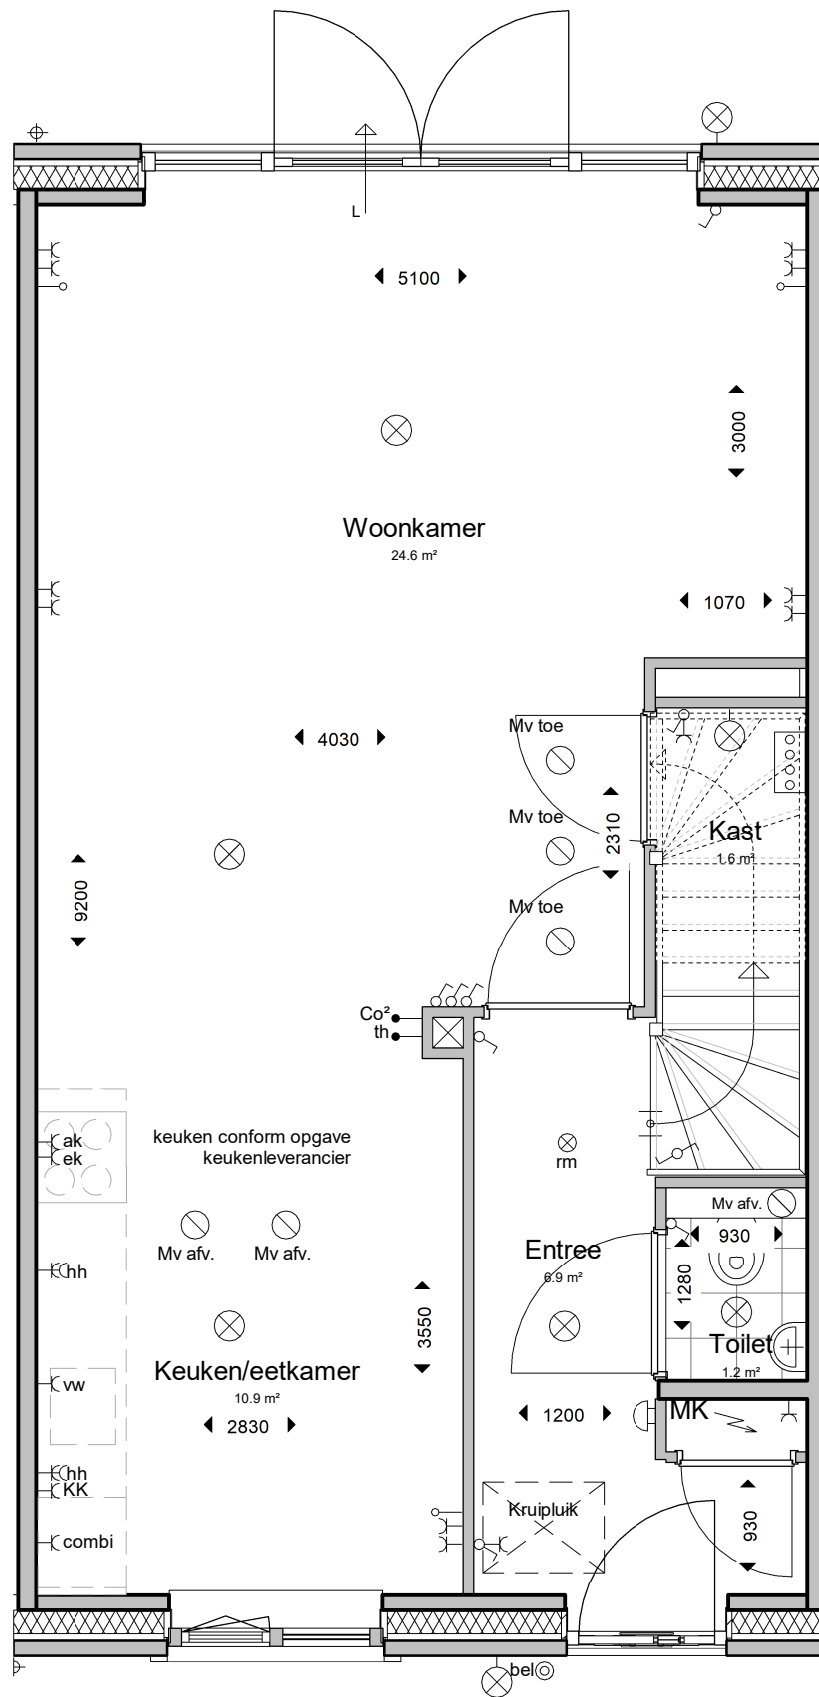 L
5100
3000
Woonkamer
24.6 m²
1070
Mv toe
4030
Mv toe
2310
Kast
1.6 m²
9200
Mv toe
Co²
th
ak
ek
keuken conform opgave
keukenleverancier
rm
Mv afv.
930
Mv afv.
Mv afv.
Entree
6.9 m²
hh
1280
3550
Toilet
1.2 m²
Keuken/eetkamer
10.9 m²
vw
2830
1200
MK
hh
KK
Kruipluik
930
combi
bel